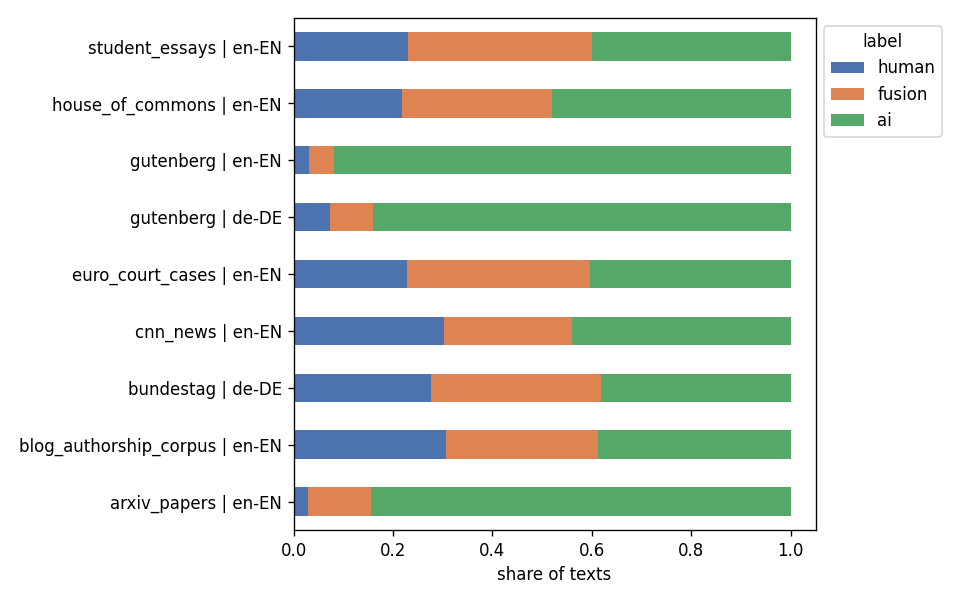 student_essays | en-EN
house_of_commons | en-EN
gutenberg | en-EN
gutenberg | de-DE
euro_court_cases | en-EN
cnn_news | en-EN
bundestag | de-DE
blog_authorship_corpus | en-EN
arxiv_papers | en-EN
0.0 0.2 0.4 0.6 0.8 1.0
share of texts
label
human
fusion
ai